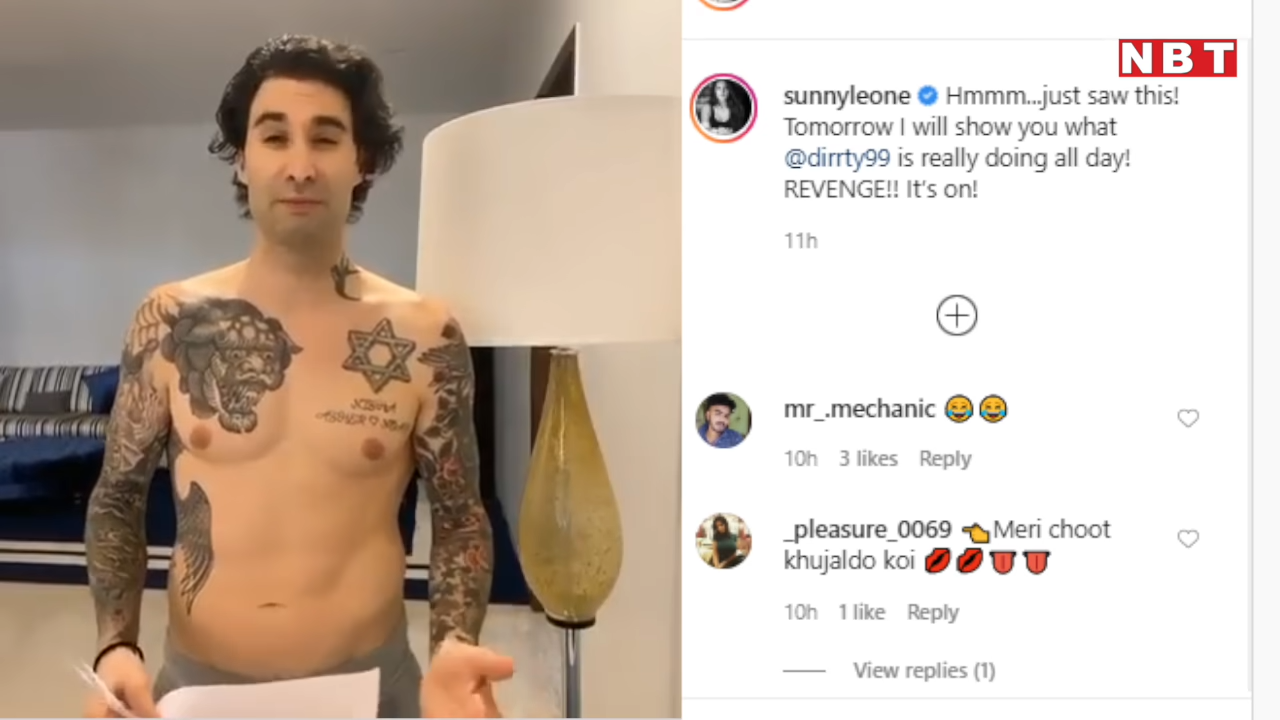 NBT
sunnyleone Hmmm...just saw this!
Tomorrow I will show you what
@dirrty99 is really doing all day!
REVENGE!! It's on!
11h
mr_.mechanic 😂😂
10h 3 likes Reply
_pleasure_0069 👈Meri choot
khujaldo koi 💋💋👅👅
10h 1 like Reply
View replies (1)